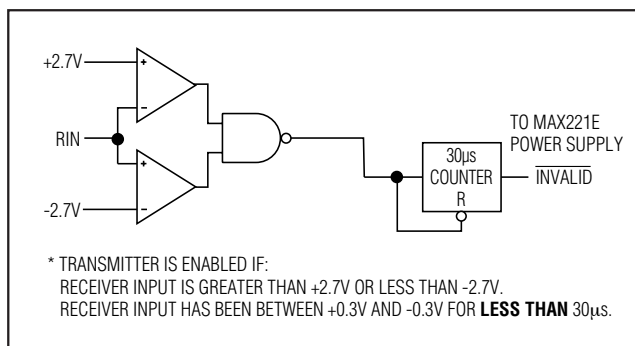 +2.7V
+
-
RIN
+
-2.7V
-
30µs
COUNTER
R
TO MAX221E
POWER SUPPLY
INVALID
* TRANSMITTER IS ENABLED IF:
RECEIVER INPUT IS GREATER THAN +2.7V OR LESS THAN -2.7V.
RECEIVER INPUT HAS BEEN BETWEEN +0.3V AND -0.3V FOR LESS THAN 30µs.